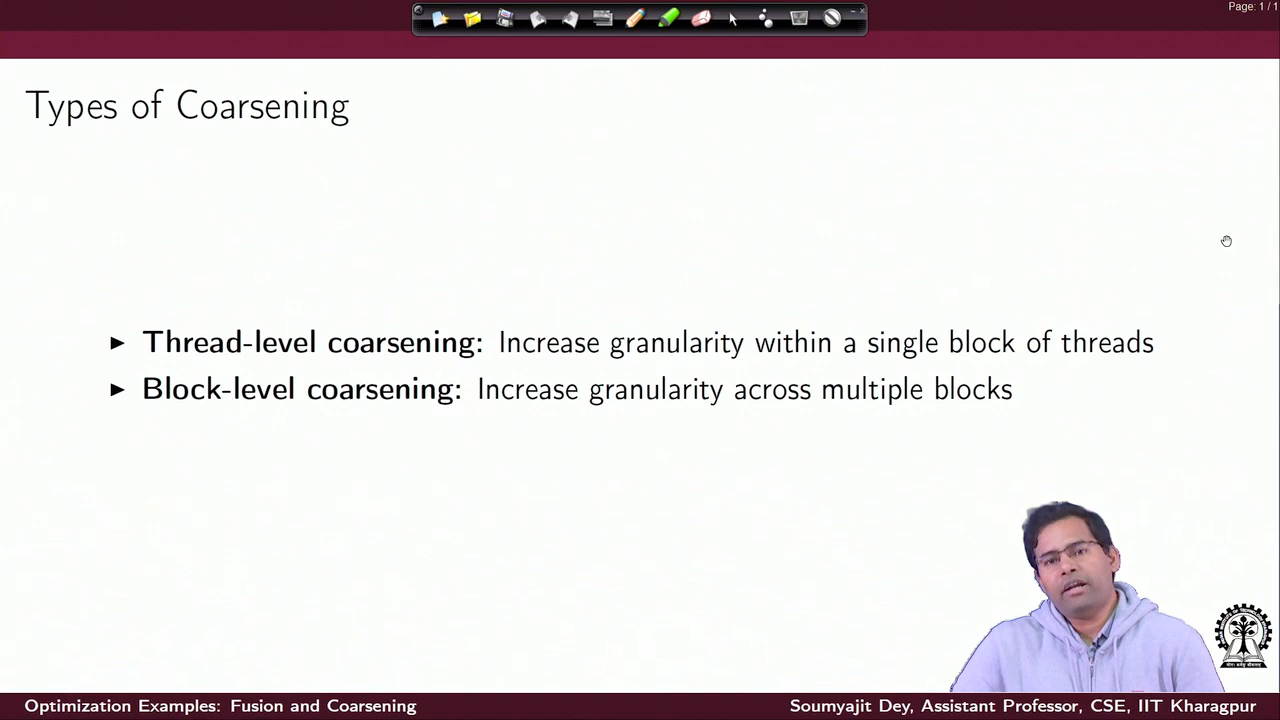 Page: 1 / 1
Types of Coarsening
▶ Thread-level coarsening: Increase granularity within a single block of threads
▶ Block-level coarsening: Increase granularity across multiple blocks
Optimization Examples: Fusion and Coarsening
Soumyajit Dey, Assistant Professor, CSE, IIT Kharagpur